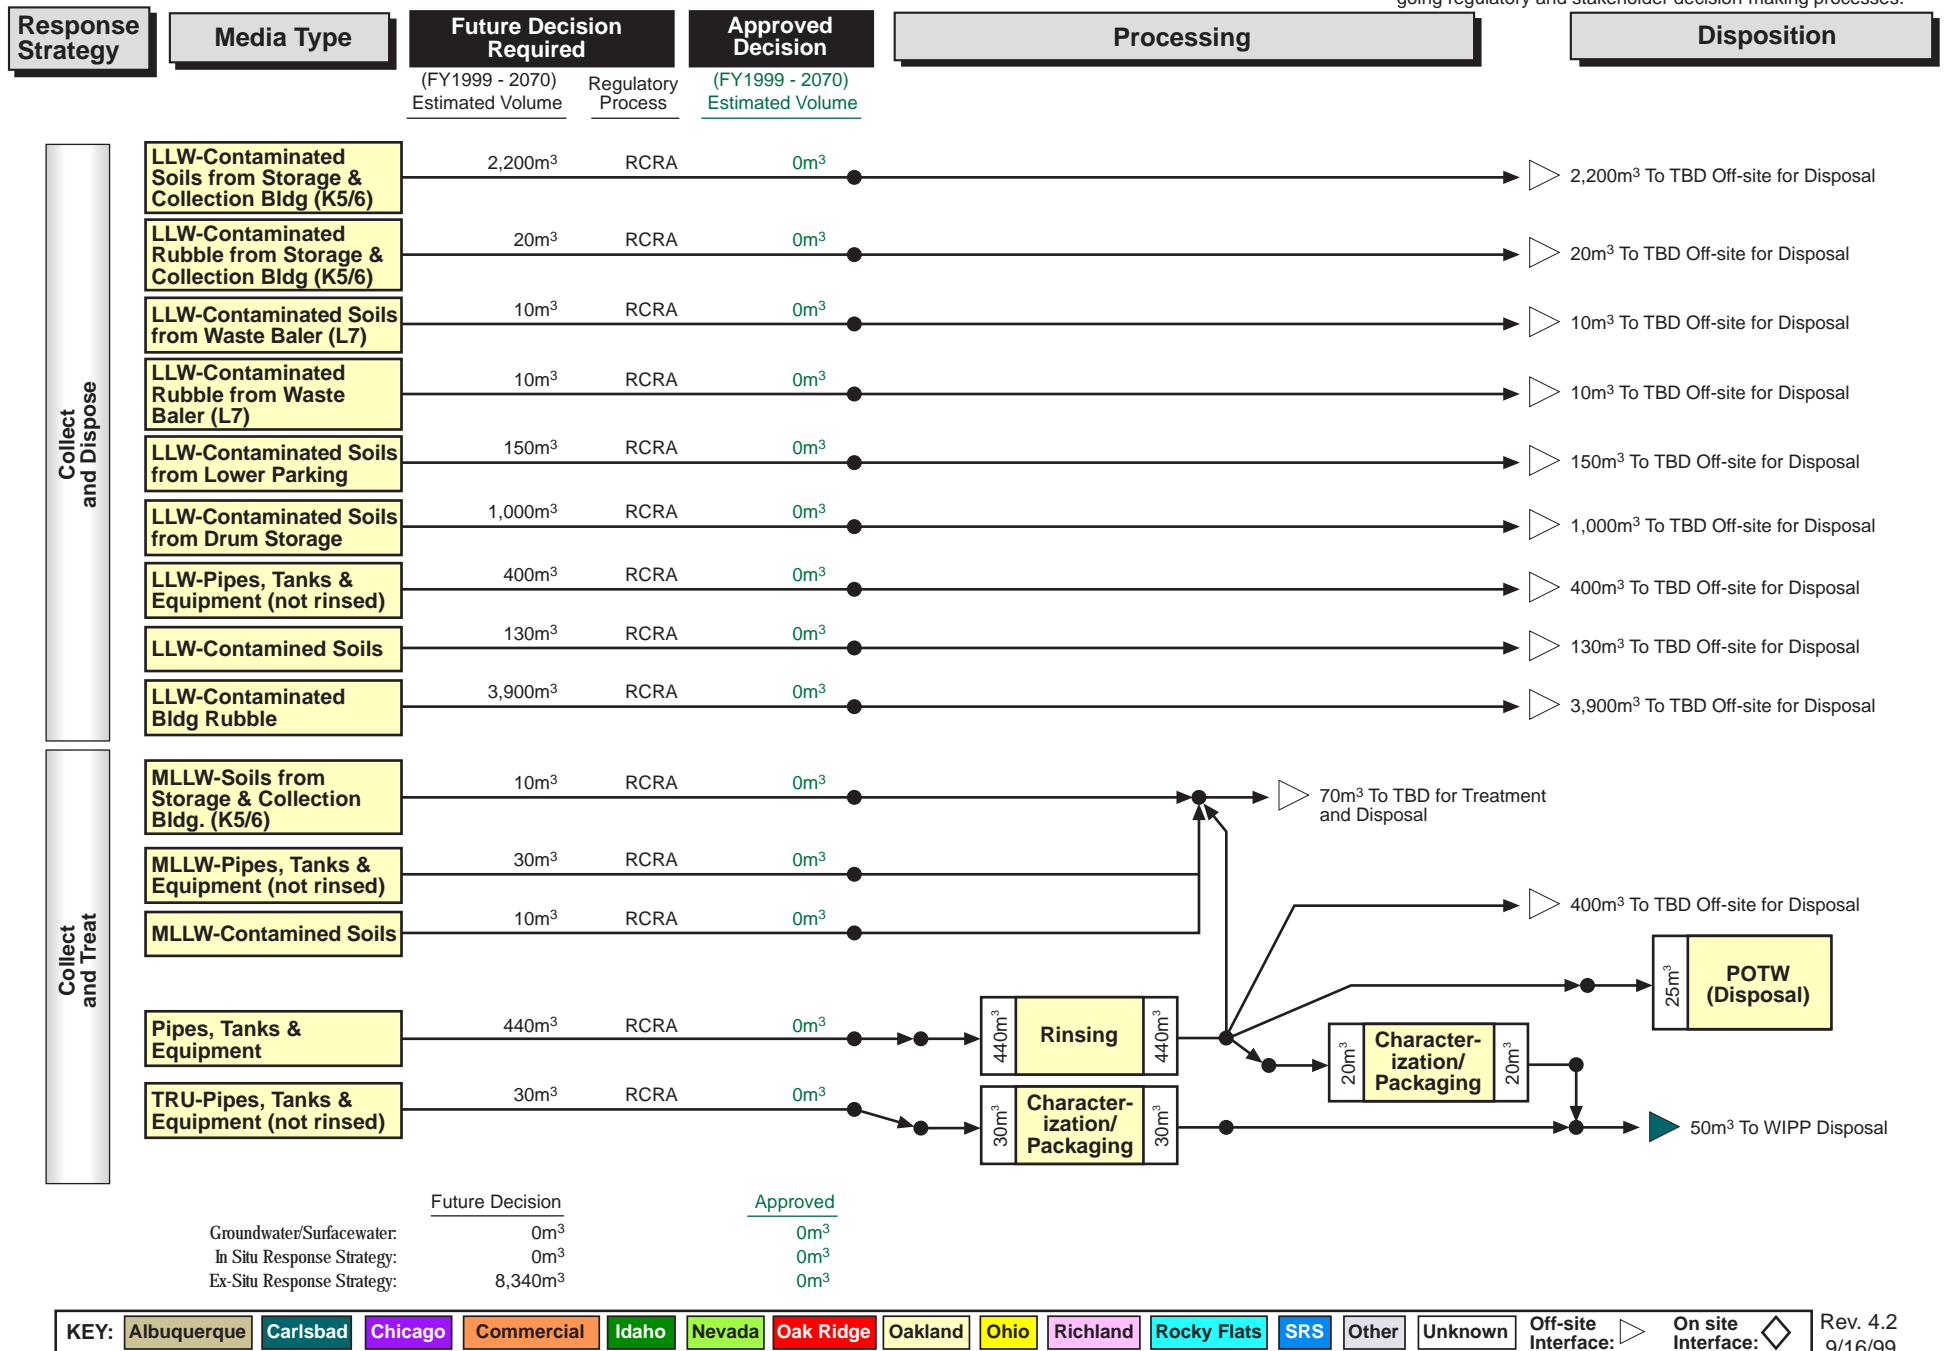 going regulatory and stakeholder decision making processes.
Response
Strategy
Media Type
Future Decision
Required
Approved
Decision
Processing
Disposition
(FY1999 - 2070)
Estimated Volume
Regulatory
Process
(FY1999 - 2070)
Estimated Volume
Collect
and Dispose
LLW-Contaminated
Soils from Storage &
Collection Bldg (K5/6)
2,200m³ RCRA 0m³
2,200m³ To TBD Off-site for Disposal
LLW-Contaminated
Rubble from Storage &
Collection Bldg (K5/6)
20m³ RCRA 0m³
20m³ To TBD Off-site for Disposal
LLW-Contaminated Soils
from Waste Baler (L7)
10m³ RCRA 0m³
10m³ To TBD Off-site for Disposal
LLW-Contaminated
Rubble from Waste
Baler (L7)
10m³ RCRA 0m³
10m³ To TBD Off-site for Disposal
LLW-Contaminated Soils
from Lower Parking
150m³ RCRA 0m³
150m³ To TBD Off-site for Disposal
LLW-Contaminated Soils
from Drum Storage
1,000m³ RCRA 0m³
1,000m³ To TBD Off-site for Disposal
LLW-Pipes, Tanks &
Equipment (not rinsed)
400m³ RCRA 0m³
400m³ To TBD Off-site for Disposal
LLW-Contamined Soils
130m³ RCRA 0m³
130m³ To TBD Off-site for Disposal
LLW-Contaminated
Bldg Rubble
3,900m³ RCRA 0m³
3,900m³ To TBD Off-site for Disposal
Collect
and Treat
MLLW-Soils from
Storage & Collection
Bldg. (K5/6)
10m³ RCRA 0m³
70m³ To TBD for Treatment
and Disposal
MLLW-Pipes, Tanks &
Equipment (not rinsed)
30m³ RCRA 0m³
MLLW-Contamined Soils
10m³ RCRA 0m³
400m³ To TBD Off-site for Disposal
25m³
POTW
(Disposal)
Pipes, Tanks &
Equipment
440m³ RCRA 0m³
440m³
Rinsing
440m³
20m³
Character-
ization/
Packaging
20m³
TRU-Pipes, Tanks &
Equipment (not rinsed)
30m³ RCRA 0m³
30m³
Character-
ization/
Packaging
30m³
50m³ To WIPP Disposal
Future Decision Approved
Groundwater/Surfacewater: 0m³ 0m³
In Situ Response Strategy: 0m³ 0m³
Ex-Situ Response Strategy: 8,340m³ 0m³
KEY: Albuquerque Carlsbad Chicago Commercial Idaho Nevada Oak Ridge Oakland Ohio Richland Rocky Flats SRS Other Unknown
Off-site
Interface:
On site
Interface:
Rev. 4.2
9/16/99